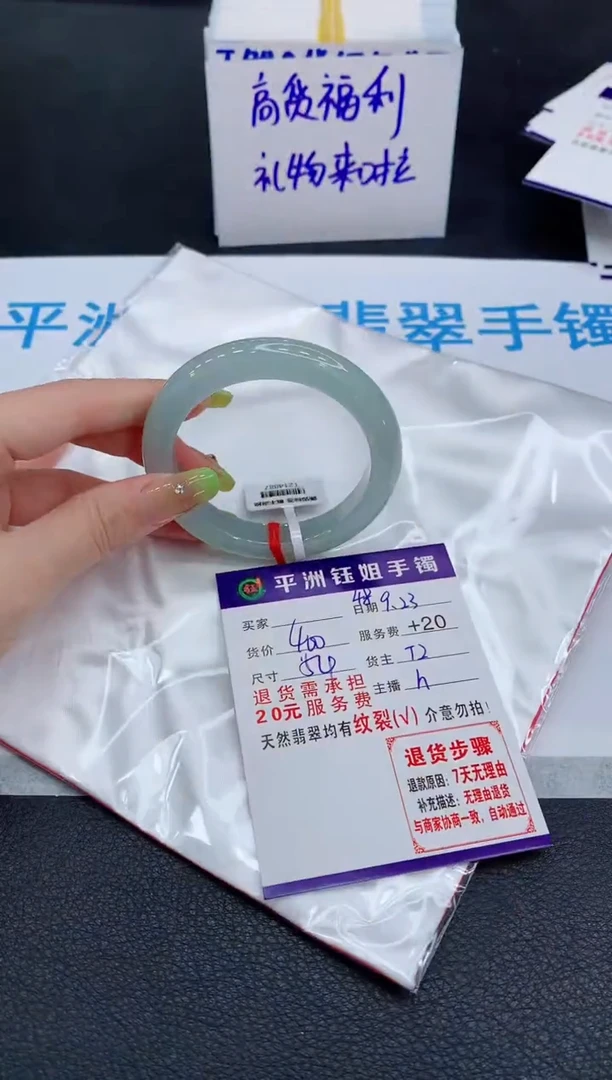 高货福利
礼物来啦
平洲
翡翠手镯
平洲钰姐手镯
买家
日期 9.23
货价 400
服务费 +20
尺寸 54
货主 T2
退货需承担
主播 h
20元服务费
天然翡翠均有纹裂(√)介意勿拍!
退货步骤
退款原因:7天无理由
补充描述:无理由退货
与商家协商一致,自动通过